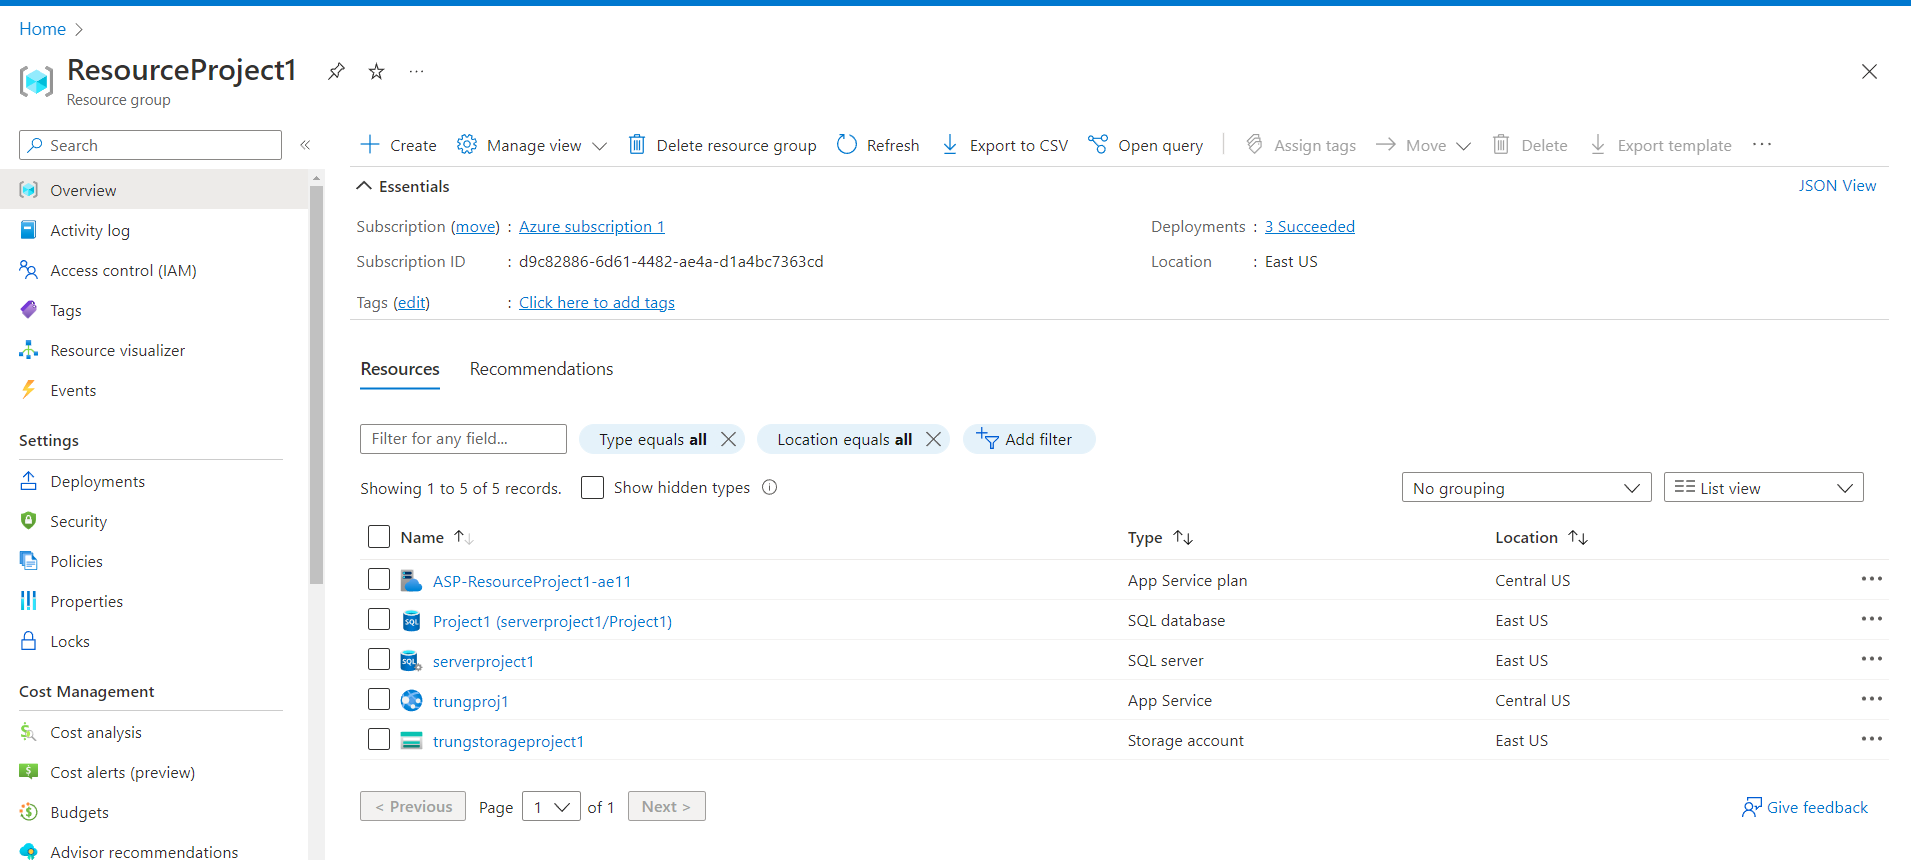 Home
ResourceProject1
Resource group
Search
Create
Manage view
Delete resource group
Refresh
Export to CSV
Open query
Assign tags
Move
Delete
Export template
Overview
Activity log
Access control (IAM)
Tags
Resource visualizer
Events
Settings
Deployments
Security
Policies
Properties
Locks
Cost Management
Cost analysis
Cost alerts (preview)
Budgets
Advisor recommendations
Essentials
JSON View
Subscription (move) : Azure subscription 1
Deployments : 3 Succeeded
Subscription ID : d9c82886-6d61-4482-ae4a-d1a4bc7363cd
Location : East US
Tags (edit) : Click here to add tags
Resources Recommendations
Filter for any field... Type equals all Location equals all Add filter
Showing 1 to 5 of 5 records. Show hidden types No grouping List view
Name Type Location
ASP-ResourceProject1-ae11 App Service plan Central US
Project1 (serverproject1/Project1) SQL database East US
serverproject1 SQL server East US
trungproj1 App Service Central US
trungstorageproject1 Storage account East US
< Previous Page 1 of 1 Next >
Give feedback